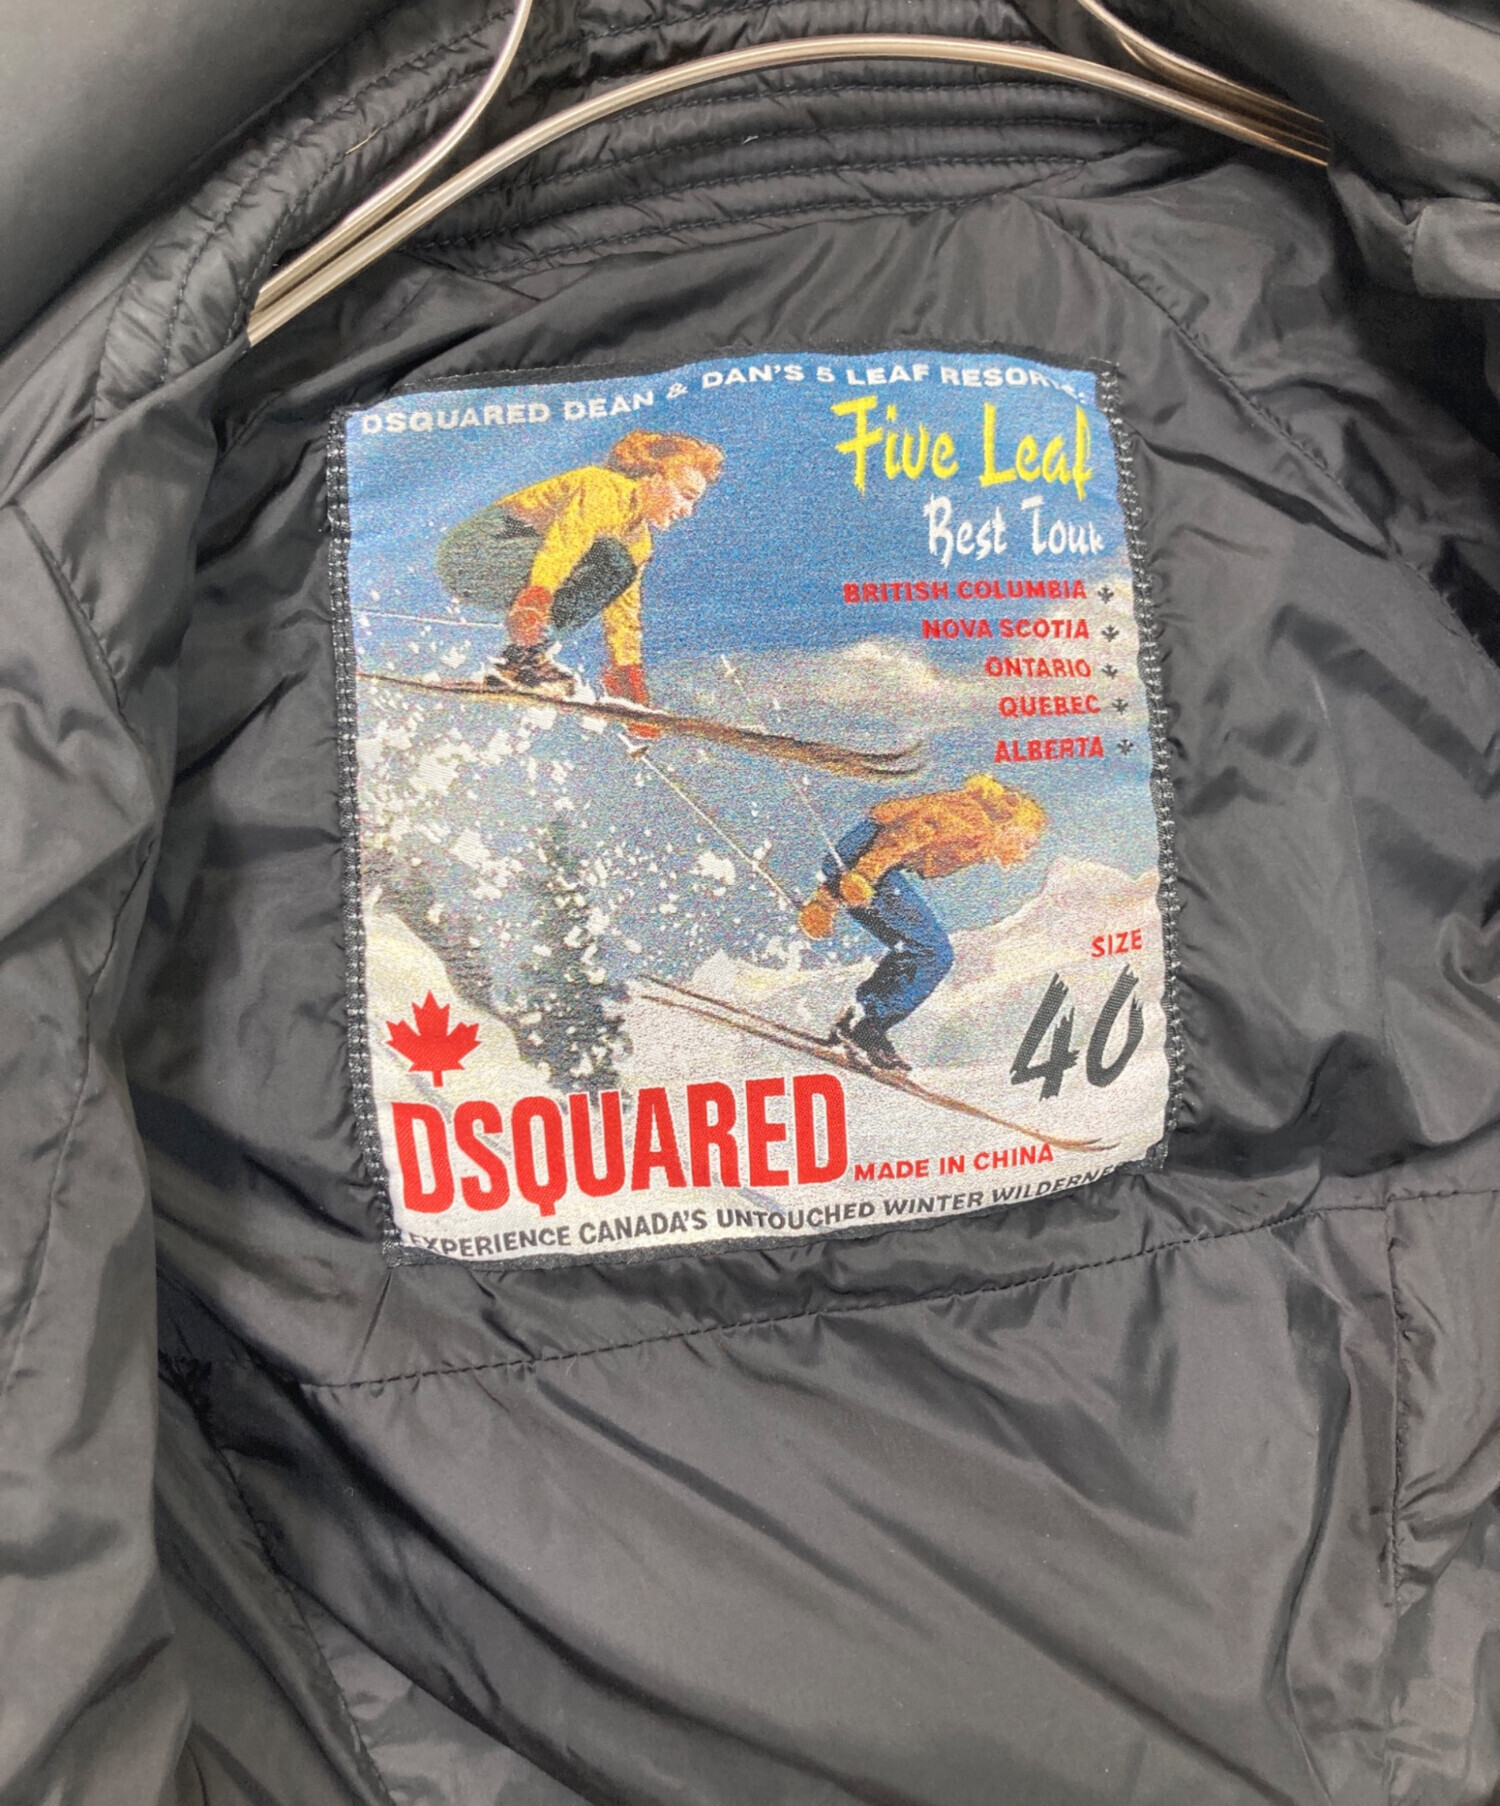 DSQUARED DEAN & DAN'S 5 LEAF RESORTS:
Five Leaf
Best Tour
BRITISH COLUMBIA
NOVA SCOTIA
ONTARIO
QUEBEC
ALBERTA
SIZE
40
DSQUARED
MADE IN CHINA
EXPERIENCE CANADA'S UNTOUCHED WINTER WILDERNES